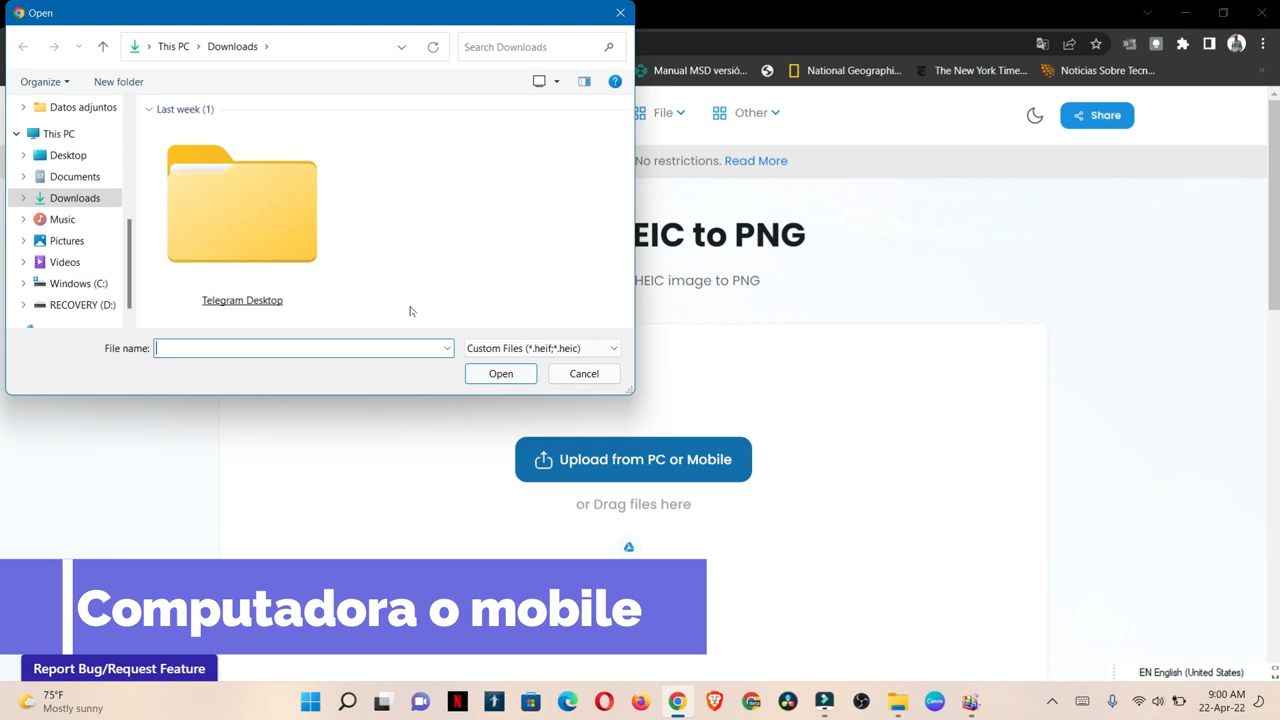 Open
This PC > Downloads >
Search Downloads
Organize
New folder
Datos adjuntos
This PC
Desktop
Documents
Downloads
Music
Pictures
Videos
Windows (C:)
RECOVERY (D:)
Last week (1)
Telegram Desktop
File name:
Custom Files (*.heif;*.heic)
Open
Cancel
Manual MSD versió...
National Geographi...
The New York Time...
Noticias Sobre Tecn...
File
Other
Share
No restrictions. Read More
EIC to PNG
HEIC image to PNG
Upload from PC or Mobile
or Drag files here
Computadora o mobile
Report Bug/Request Feature
EN English (United States)
75°F
Mostly sunny
9:00 AM
22-Apr-22